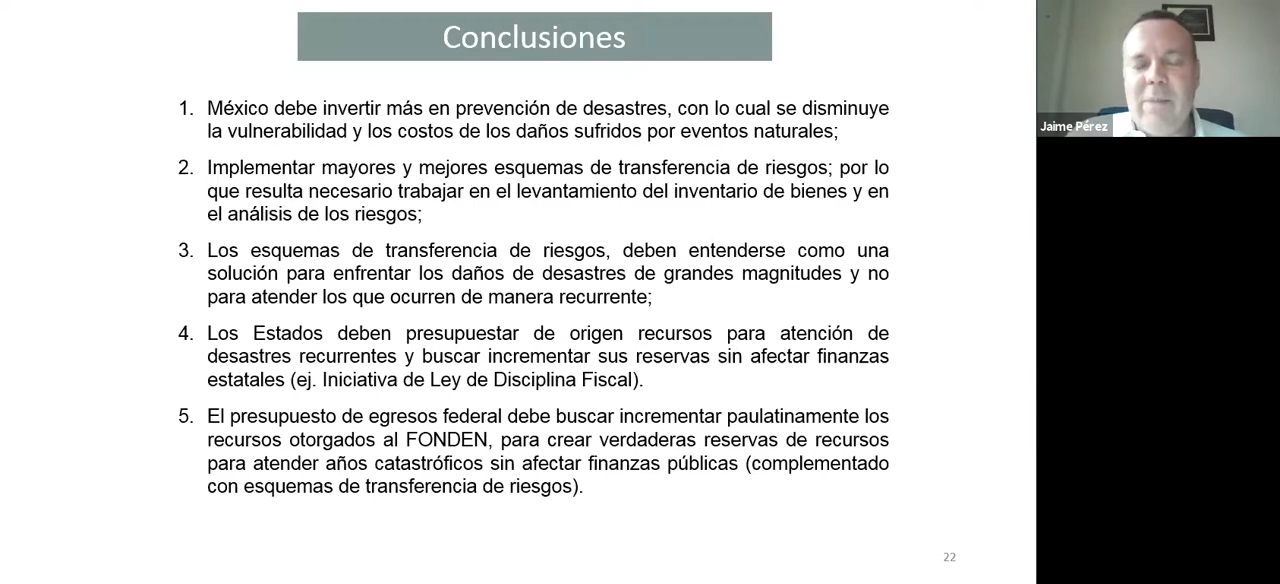 Conclusiones
1. México debe invertir más en prevención de desastres, con lo cual se disminuye
la vulnerabilidad y los costos de los daños sufridos por eventos naturales;
2. Implementar mayores y mejores esquemas de transferencia de riesgos; por lo
que resulta necesario trabajar en el levantamiento del inventario de bienes y en
el análisis de los riesgos;
3. Los esquemas de transferencia de riesgos, deben entenderse como una
solución para enfrentar los daños de desastres de grandes magnitudes y no
para atender los que ocurren de manera recurrente;
4. Los Estados deben presupuestar de origen recursos para atención de
desastres recurrentes y buscar incrementar sus reservas sin afectar finanzas
estatales (ej. Iniciativa de Ley de Disciplina Fiscal).
5. El presupuesto de egresos federal debe buscar incrementar paulatinamente los
recursos otorgados al FONDEN, para crear verdaderas reservas de recursos
para atender años catastróficos sin afectar finanzas públicas (complementado
con esquemas de transferencia de riesgos).
22
Jaime Pérez